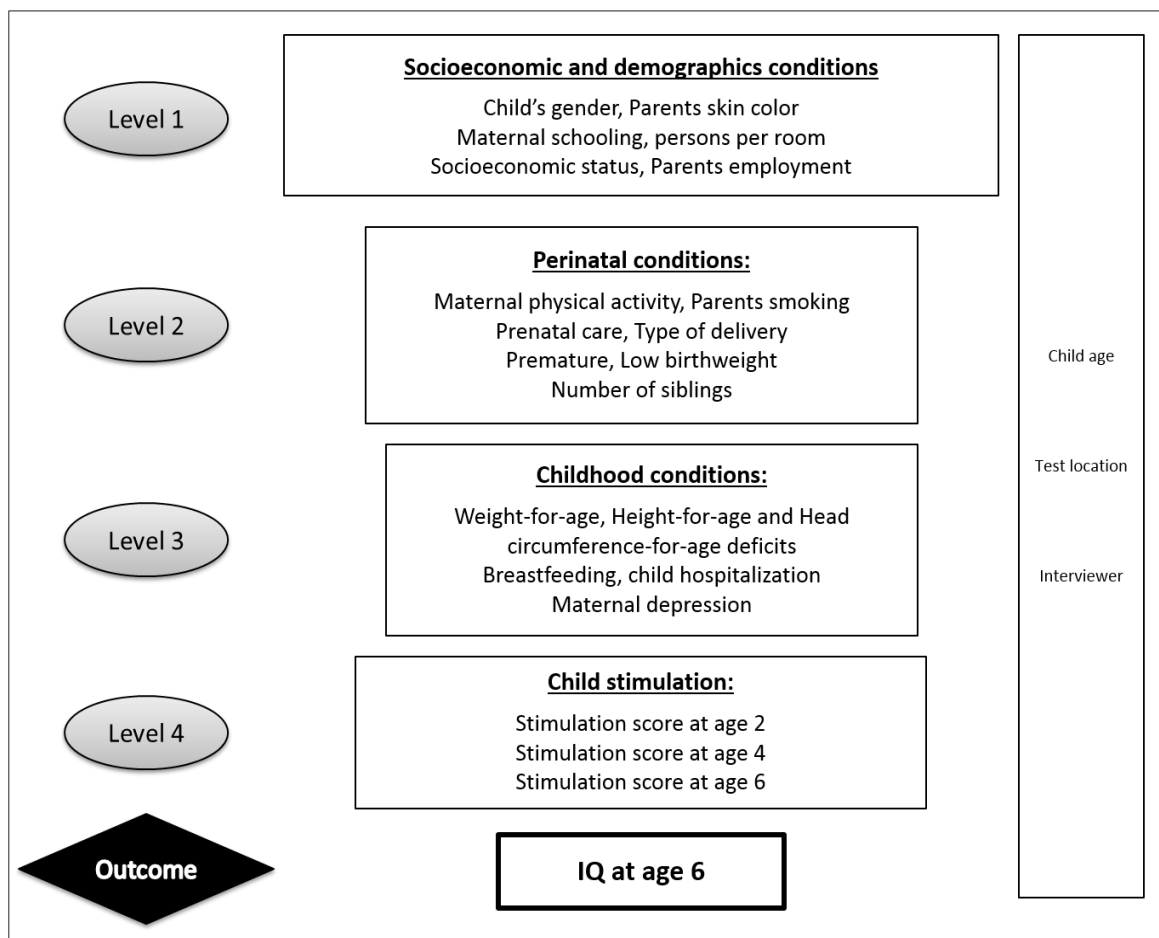 Level 1
Socioeconomic and demographics conditions
Child’s gender, Parents skin color
Maternal schooling, persons per room
Socioeconomic status, Parents employment
Level 2
Perinatal conditions:
Maternal physical activity, Parents smoking
Prenatal care, Type of delivery
Premature, Low birthweight
Number of siblings
Level 3
Childhood conditions:
Weight-for-age, Height-for-age and Head
circumference-for-age deficits
Breastfeeding, child hospitalization
Maternal depression
Level 4
Child stimulation:
Stimulation score at age 2
Stimulation score at age 4
Stimulation score at age 6
Outcome
IQ at age 6
Child age
Test location
Interviewer